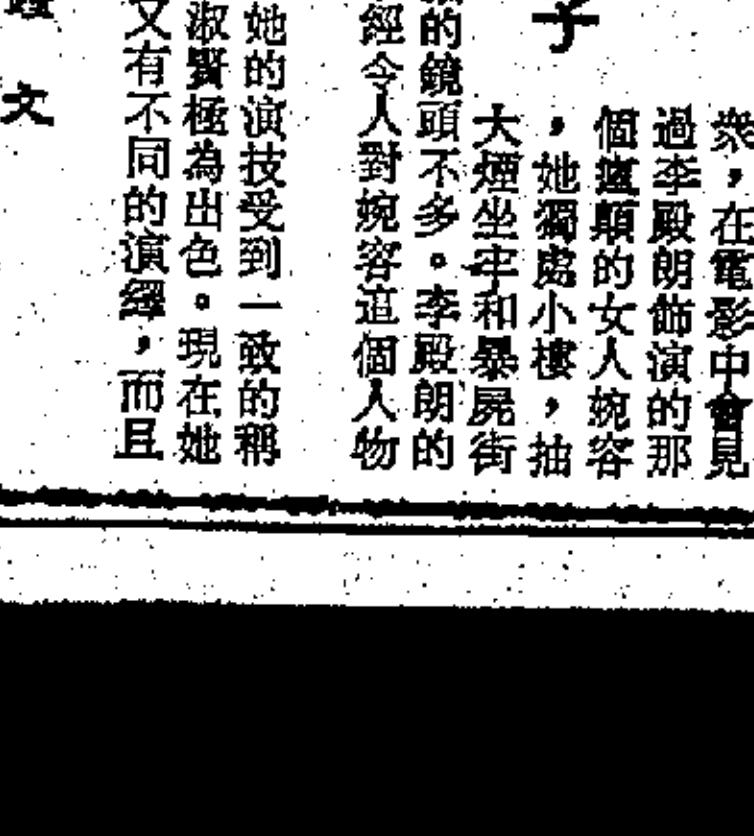 衆，在電影中會見
過李殿朗飾演的那
個瘋顛的女人婉容
，她獨處小樓，抽
大煙坐牢和暴屍街
的鏡頭不多。李殿朗的
經令人對婉容這個人物
子
她的演技受到一致的稱
淑賢極為出色。現在她
又有不同的演繹，而且
文